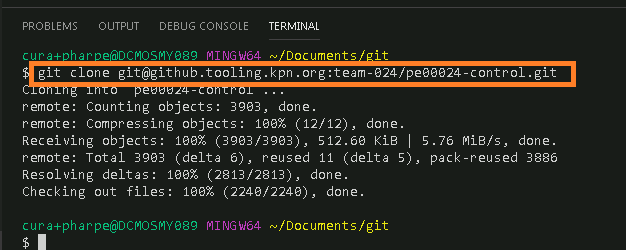 PROBLEMS OUTPUT DEBUG CONSOLE TERMINAL
cura+pharpe@DCMOSMY089 MINGW64 ~/Documents/git
$ git clone git@github.tooling.kpn.org:team-024/pe00024-control.git
Cloning into 'pe00024-control'...
remote: Counting objects: 3903, done.
remote: Compressing objects: 100% (12/12), done.
Receiving objects: 100% (3903/3903), 512.60 KiB | 5.76 MiB/s, done.
remote: Total 3903 (delta 6), reused 11 (delta 5), pack-reused 3886
Resolving deltas: 100% (2813/2813), done.
Checking out files: 100% (2240/2240), done.
cura+pharpe@DCMOSMY089 MINGW64 ~/Documents/git
$